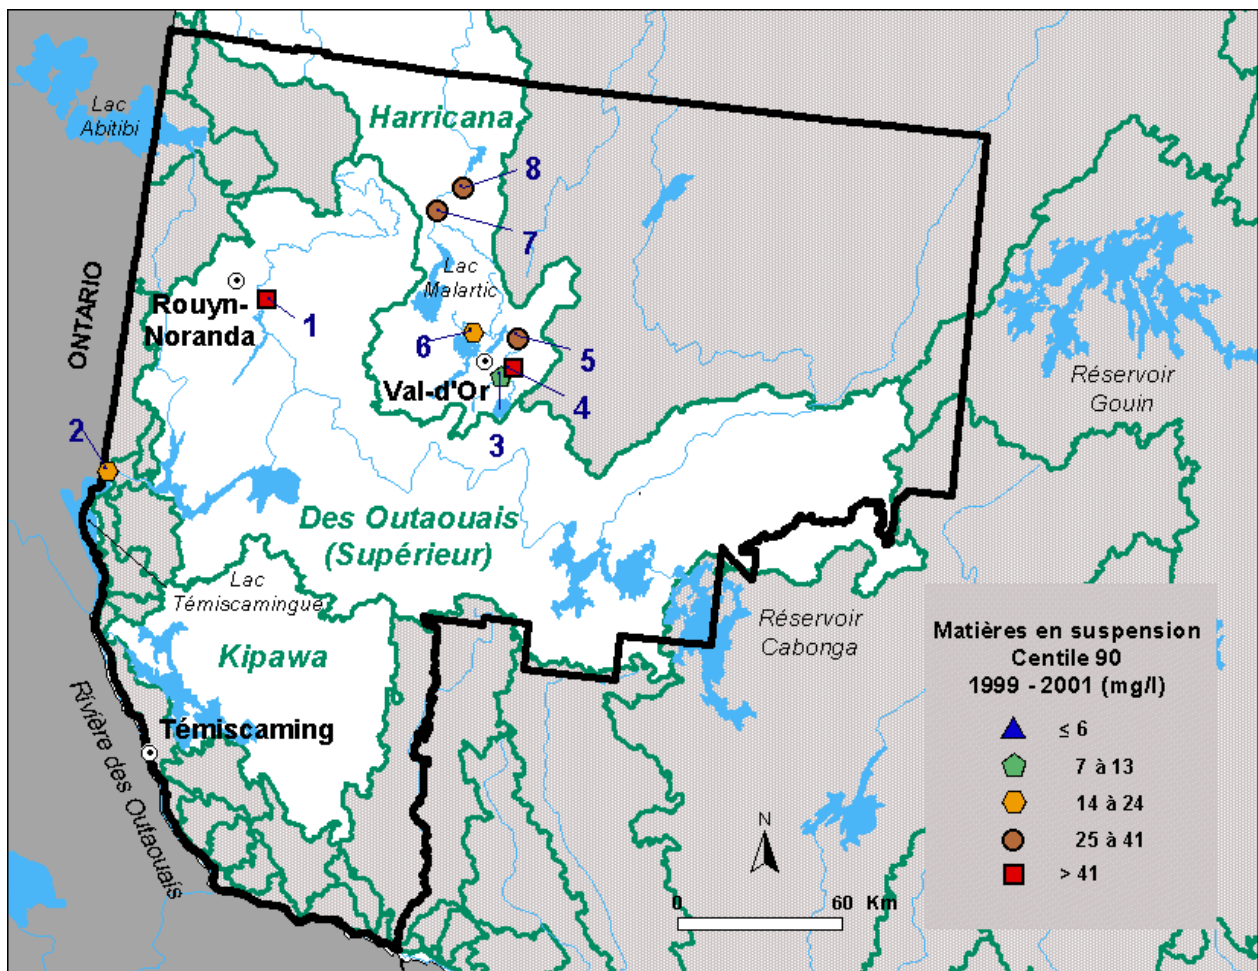 Lac
Abitibi
Harricana
8
7
Lac
Malartic
ONTARIO
Rouyn-
Noranda
1
6
5
Val-d'Or
4
3
2
Réservoir
Gouin
Des Outaouais
(Supérieur)
Lac
Témiscamingue
Kipawa
Réservoir
Cabonga
Témiscaming
Rivière des Outaouais
Matières en suspension
Centile 90
1999 - 2001 (mg/l)
≤ 6
7 à 13
14 à 24
25 à 41
> 41
N
0 60 Km